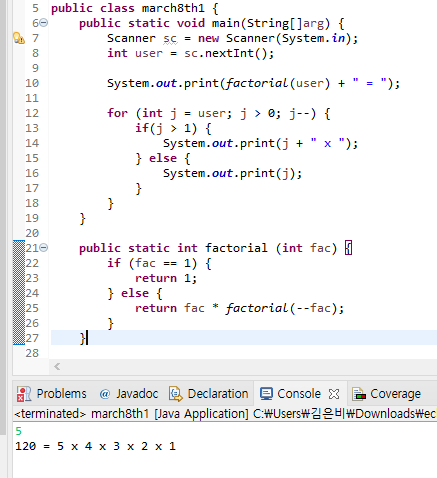 5 public class march8th1 {
6 public static void main(String[]arg) {
7 Scanner sc = new Scanner(System.in);
8 int user = sc.nextInt();
9
10 System.out.print(factorial(user) + " = ");
11
12 for (int j = user; j > 0; j--) {
13 if(j > 1) {
14 System.out.print(j + " x ");
15 } else {
16 System.out.print(j);
17 }
18 }
19 }
20
21 public static int factorial (int fac) {
22 if (fac == 1) {
23 return 1;
24 } else {
25 return fac * factorial(--fac);
26 }
27 }
28
Problems @ Javadoc Declaration Console Coverage
<terminated> march8th1 [Java Application] C:₩Users₩김은비₩Downloads₩ec
5
120 = 5 x 4 x 3 x 2 x 1